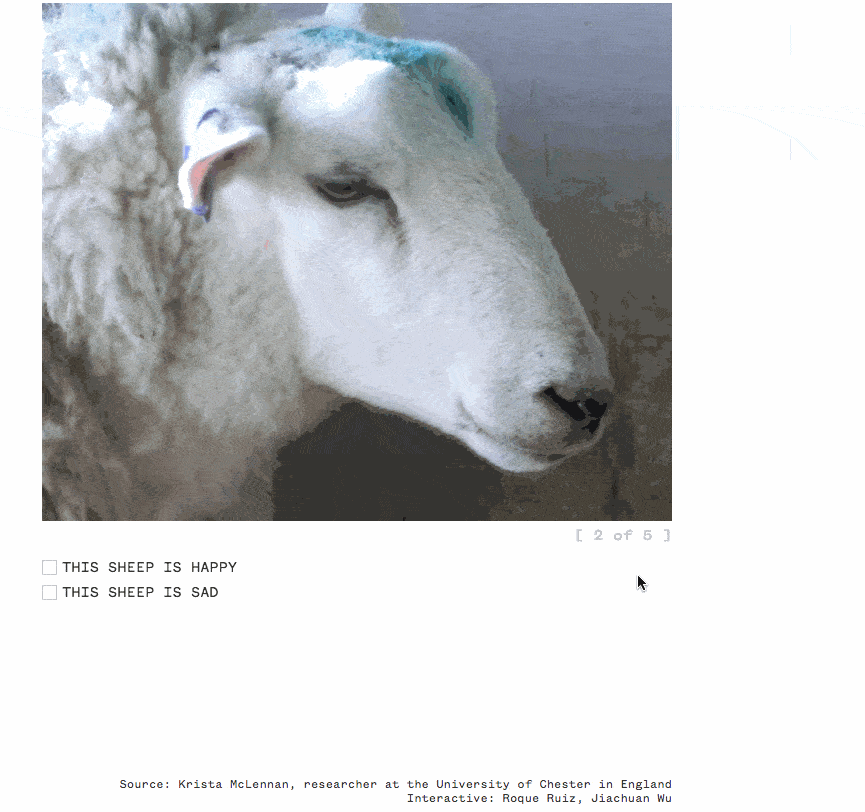 [ 2 of 5 ]
THIS SHEEP IS HAPPY
THIS SHEEP IS SAD
Source: Krista McLennan, researcher at the University of Chester in England
Interactive: Roque Ruiz, Jiachuan Wu